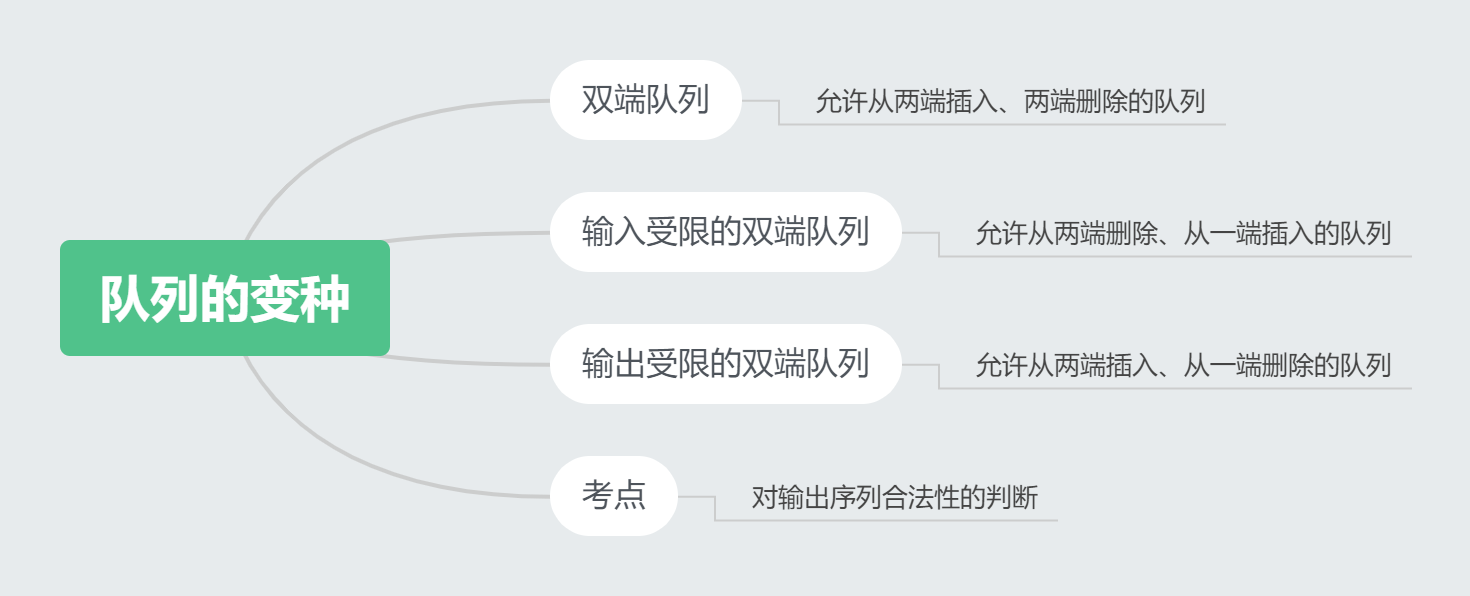 队列的变种
双端队列
允许从两端插入、两端删除的队列
输入受限的双端队列
允许从两端删除、从一端插入的队列
输出受限的双端队列
允许从两端插入、从一端删除的队列
考点
对输出序列合法性的判断